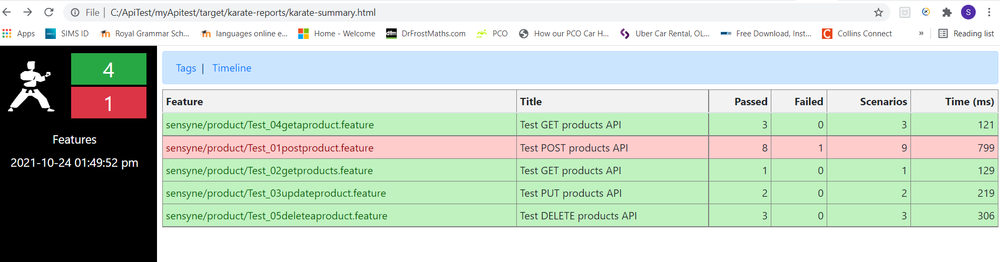 File | C:/ApiTest/myApitest/target/karate-reports/karate-summary.html S
Apps SIMS ID Royal Grammar Sch... languages online e... Home - Welcome dfm DrFrostMaths.com PCO How our PCO Car H... Uber Car Rental, OL... Free Download, Inst... Collins Connect » Reading list
4
1
Features
2021-10-24 01:49:52 pm
Tags | Timeline
Feature Title Passed Failed Scenarios Time (ms)
sensyne/product/Test_04getaproduct.feature Test GET products API 3 0 3 121
sensyne/product/Test_01postproduct.feature Test POST products API 8 1 9 799
sensyne/product/Test_02getproducts.feature Test GET products API 1 0 1 129
sensyne/product/Test_03updateproduct.feature Test PUT products API 2 0 2 219
sensyne/product/Test_05deleteaproduct.feature Test DELETE products API 3 0 3 306